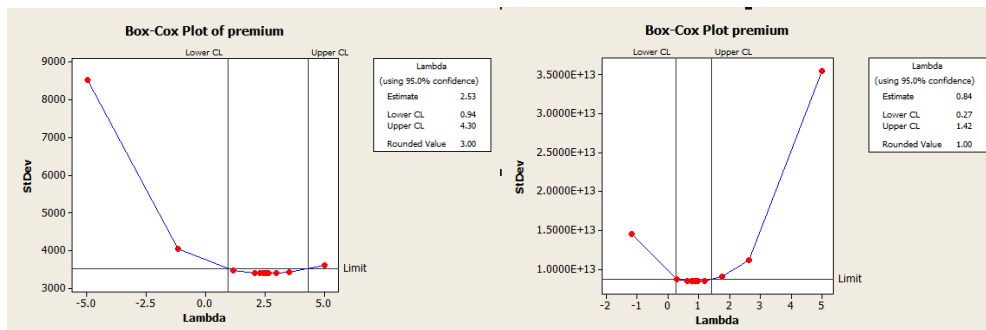 Box-Cox Plot of premium
Lower CL
Upper CL
9000
8000
7000
6000
5000
4000
3000
StDev
-5.0
-2.5
0.0
2.5
5.0
Lambda
Limit
Lambda
(using 95.0% confidence)
Estimate 2.53
Lower CL 0.94
Upper CL 4.30
Rounded Value 3.00
Box-Cox Plot premium
Lower CL
Upper CL
3.5000E+13
3.0000E+13
2.5000E+13
2.0000E+13
1.5000E+13
1.0000E+13
StDev
-2
-1
0
1
2
3
4
5
Lambda
Limit
Lambda
(using 95.0% confidence)
Estimate 0.84
Lower CL 0.27
Upper CL 1.42
Rounded Value 1.00